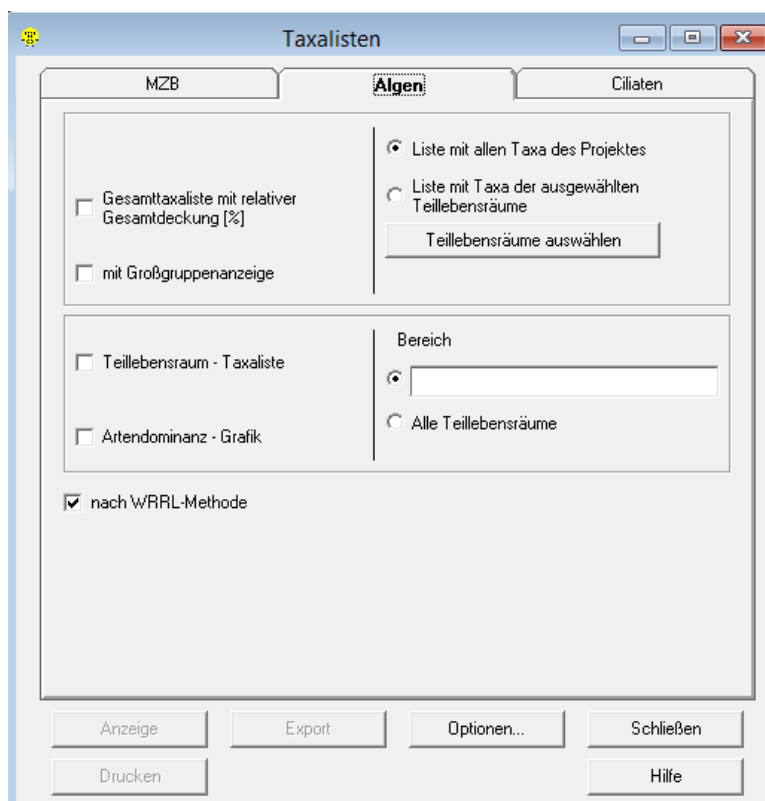 Taxalisten
MZB
Algen
Ciliaten
Gesamttaxaliste mit relativer
Gesamtdeckung [%]
mit Großgruppenanzeige
Liste mit allen Taxa des Projektes
Liste mit Taxa der ausgewählten
Teillebensräume
Teillebensräume auswählen
Teillebensraum - Taxaliste
Artendominanz - Grafik
Bereich
Alle Teillebensräume
nach WRRL-Methode
Anzeige
Export
Optionen...
Schließen
Drucken
Hilfe